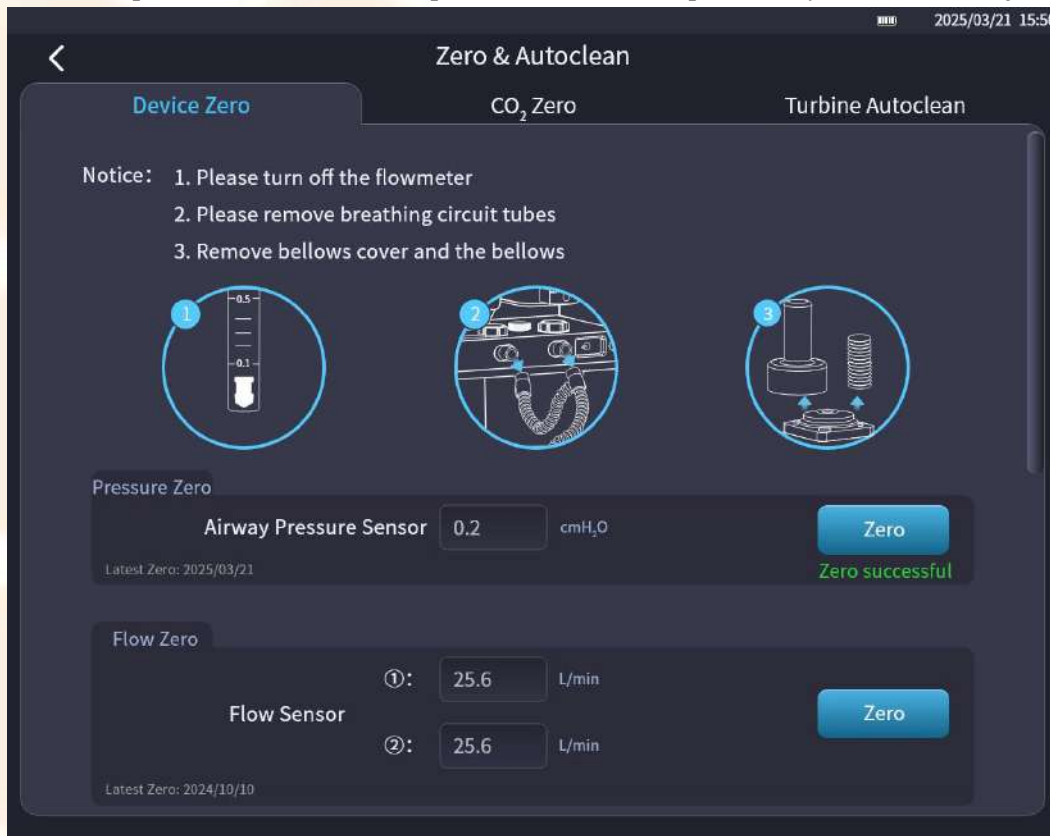 2025/03/21 15:50
Zero & Autoclean
Device Zero
CO₂ Zero
Turbine Autoclean
Notice: 1. Please turn off the flowmeter
2. Please remove breathing circuit tubes
3. Remove bellows cover and the bellows
1
0.5
0.1
2
3
Pressure Zero
Airway Pressure Sensor 0.2 cmH₂O
Zero
Latest Zero: 2025/03/21
Zero successful
Flow Zero
①: 25.6 L/min
Flow Sensor
Zero
②: 25.6 L/min
Latest Zero: 2024/10/10